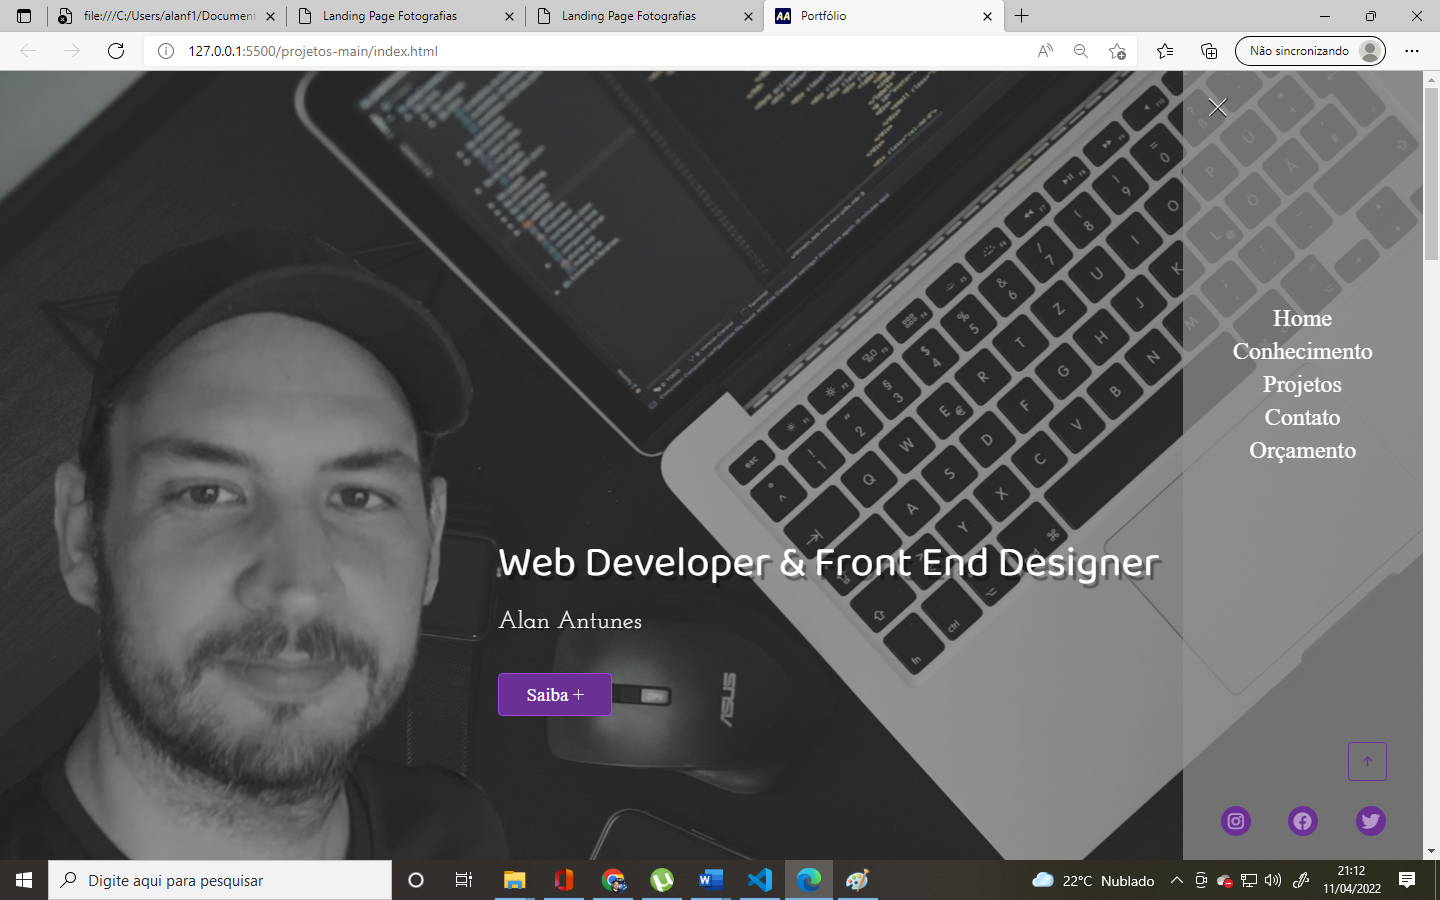 file:///C:/Users/alanf1/Document
Landing Page Fotografias
Landing Page Fotografias
AA Portfólio
127.0.0.1:5500/projetos-main/index.html
Não sincronizando
Home
Conhecimento
Projetos
Contato
Orçamento
Web Developer & Front End Designer
Alan Antunes
Saiba +
ASUS
Digite aqui para pesquisar
22°C Nublado
21:12
11/04/2022